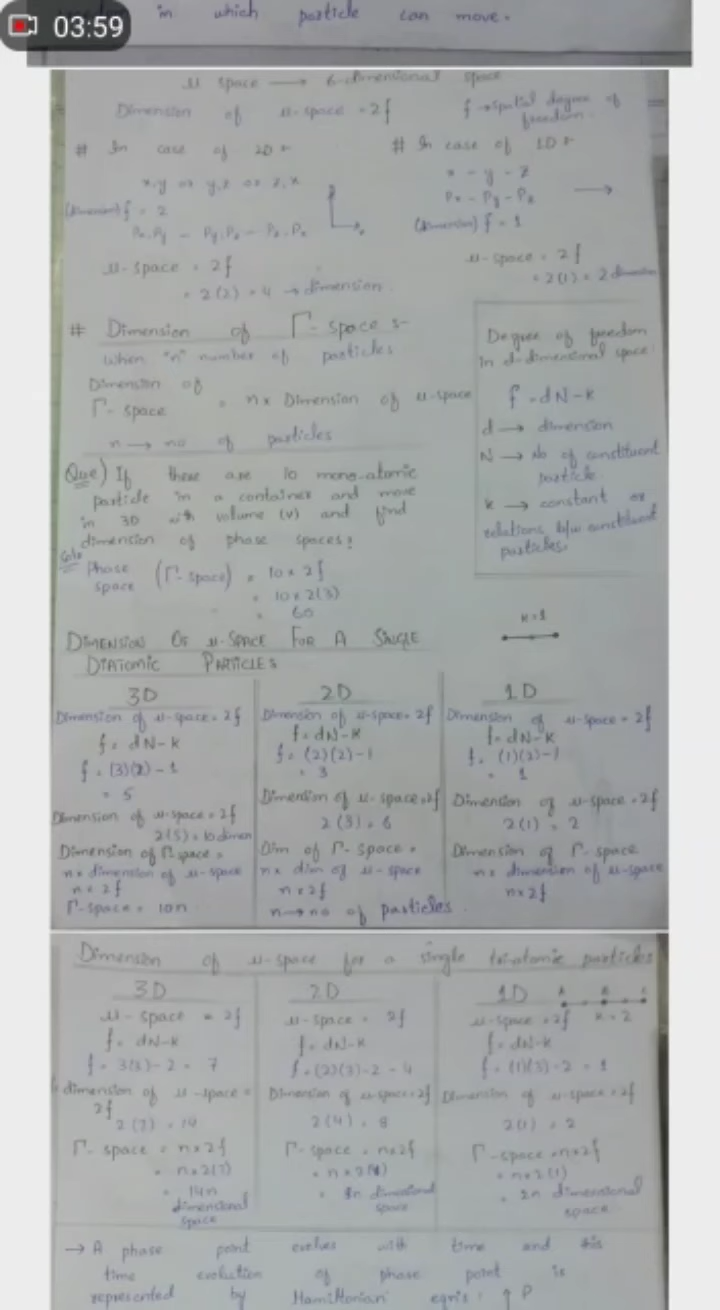 03:59
in which particle can move.
μ space → 6-dimensional space
Dimension of μ-space = 2f f → spatial degree of freedom.
# In case of 2D :-
x,y or y,z or z,x
(dimension) f = 2
Px,Py - Py,Pz - Pz,Px
μ-space = 2f
= 2(2) = 4 → dimension
# In case of 1D :-
x - y - z
Px - Py - Pz
(dimension) f = 1
μ-space = 2f
= 2(1) = 2 dimension
# Dimension of Γ-space :-
when "n" number of particles
Dimension of
Γ-space = n x Dimension of μ-space
n → no of particles
Degree of freedom
in d-dimensional space
f = dN-k
d → dimension
N → No of constituent
particle
k → constant or
relations b/w constituent
particles.
Que) If there are 10 mono-atomic
particle in a container and move
in 3D with volume (v) and find
dimension of phase spaces?
Soln Phase space (Γ-space) = 10 x 2f
= 10 x 2(3)
= 60
DIMENSION OF μ-SPACE FOR A SINGLE
DIATOMIC PARTICLES
k=1
3D
Dimension of μ-space = 2f
f = dN-k
f = (3)(2) - 1
= 5
Dimension of μ-space = 2f
2(5) = 10 dimen
Dimension of Γ space =
n x dimension of μ-space
n x 2f
Γ-space = 10n
2D
Dimension of μ-space = 2f
f = dN-k
f = (2)(2) - 1
= 3
Dimension of μ-space = 2f
2(3) = 6
Dim of Γ-space =
n x dim of μ-space
n x 2f
n → no of particles.
1D
Dimension of μ-space = 2f
f = dN-k
f = (1)(2) - 1
= 1
Dimension of μ-space = 2f
2(1) = 2
Dimension of Γ-space
n x dimension of μ-space
n x 2f
Dimension of μ-space for a single tri-atomic particles
3D
μ-space = 2f
f = dN-k
f = 3(3) - 2 = 7
dimension of μ-space =
2f
2(7) = 14
Γ-space = n x 2f
= n x 2(7)
= 14n
dimensional
space
2D
μ-space = 2f
f = dN-k
f = (2)(3) - 2 = 4
Dimension of μ-space = 2f
2(4) = 8
Γ-space = n x 2f
= n x 2(4)
= 8n dimensional
space
1D
k = 2
μ-space = 2f
f = dN-k
f = (1)(3) - 2 = 1
Dimension of μ-space = 2f
2(1) = 2
Γ-space = n x 2f
= n x 2(1)
= 2n dimensional
space
→ A phase point evolves with time and this
time evolution of phase point is
represented by Hamiltonian eqns: ↑ P